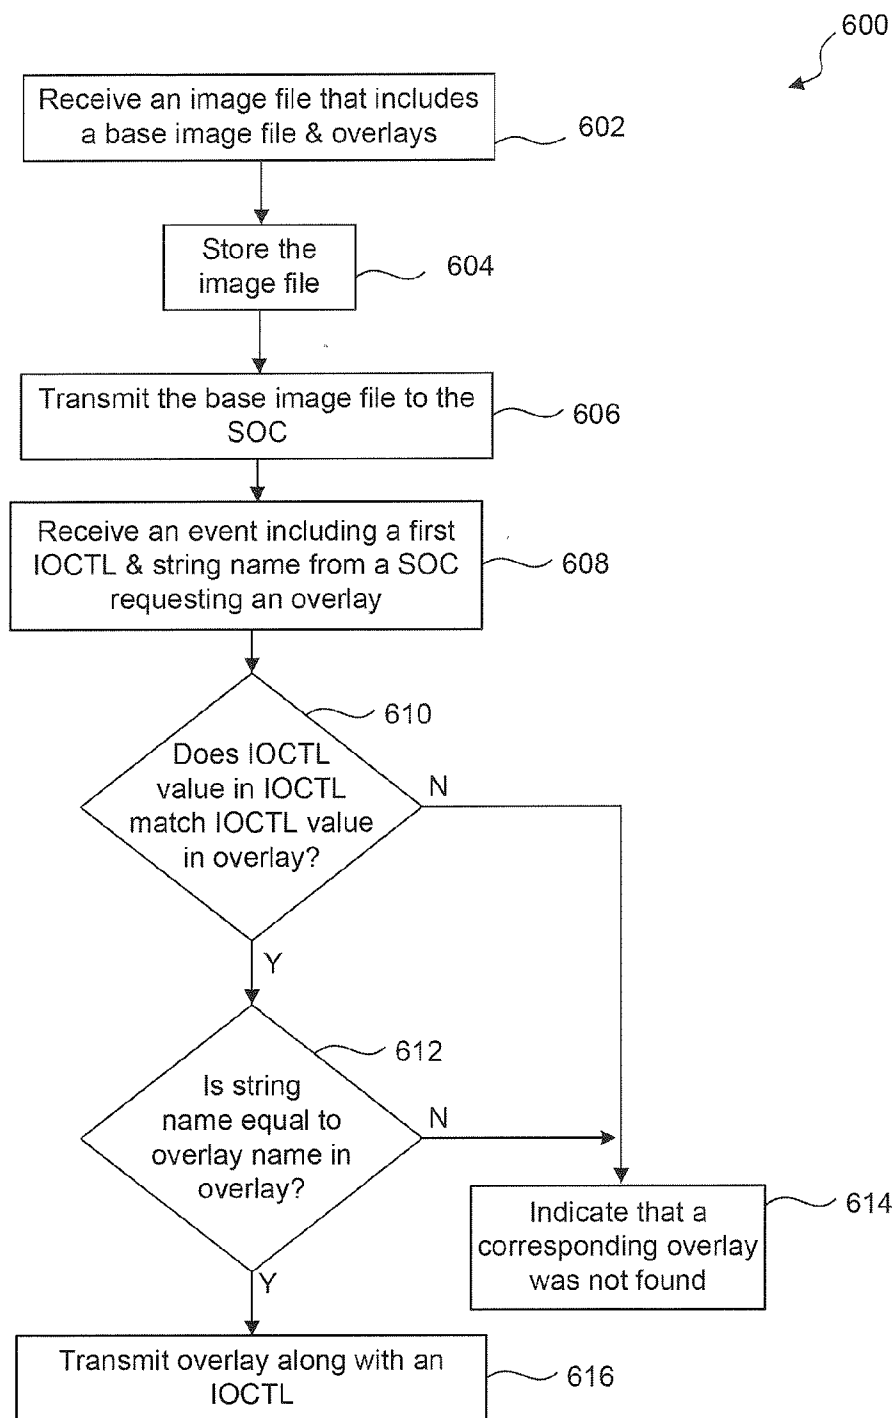 600
Receive an image file that includes
a base image file & overlays
602
Store the
image file
604
Transmit the base image file to the
SOC
606
Receive an event including a first
IOCTL & string name from a SOC
requesting an overlay
608
610
Does IOCTL
value in IOCTL
match IOCTL value
in overlay?
N
Y
612
Is string
name equal to
overlay name in
overlay?
N
Y
Indicate that a
corresponding overlay
was not found
614
Transmit overlay along with an
IOCTL
616